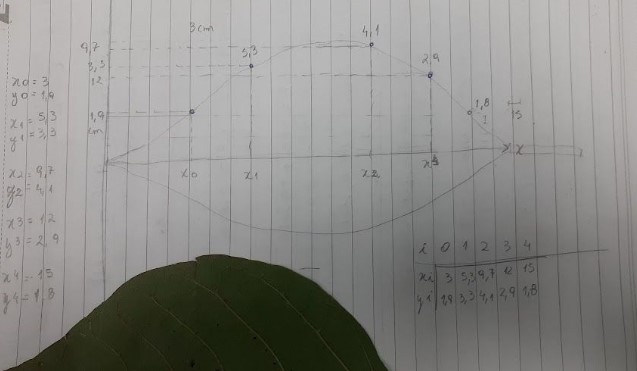 3cm
4,1
9,7
5,3
3,3
2,9
12
x0=3
y0=1,9
1,9
cm
1,8
15
x1=5,3
y1=3,3
x
x0 x1 x2 x3
x2=9,7
y2=4,1
x3=12
y3=2,9
x4=15
y4=1,8
i 0 1 2 3 4
xi 3 5,3 9,7 12 15
yi 1,9 3,3 4,1 2,9 1,8